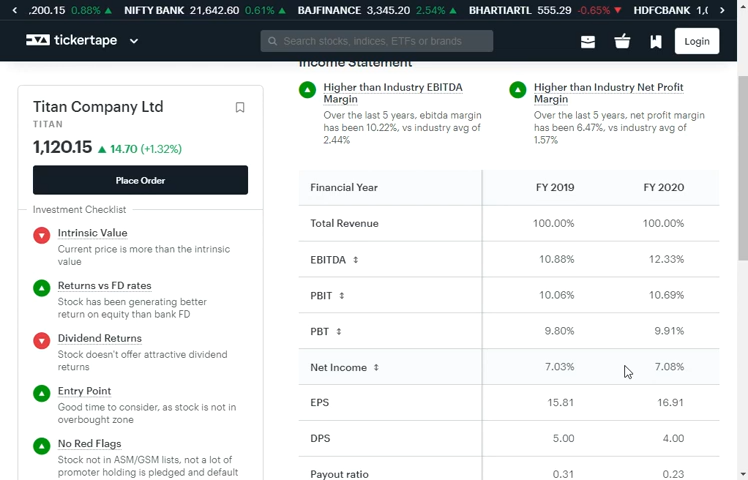 ,200.15 0.88% NIFTY BANK 21,642.60 0.61% BAJFINANCE 3,345.20 2.54% BHARTIARTL 555.29 -0.65% HDFCBANK
tickertape
Search stocks, indices, ETFs or brands
Login
Titan Company Ltd
TITAN
1,120.15 14.70 (+1.32%)
Place Order
Investment Checklist
Intrinsic Value
Current price is more than the intrinsic
value
Returns vs FD rates
Stock has been generating better
return on equity than bank FD
Dividend Returns
Stock doesn't offer attractive dividend
returns
Entry Point
Good time to consider, as stock is not in
overbought zone
No Red Flags
Stock not in ASM/GSM lists, not a lot of
promoter holding is pledged and default
Income Statement
Higher than Industry EBITDA
Margin
Over the last 5 years, ebitda margin
has been 10.22%, vs industry avg of
2.44%
Higher than Industry Net Profit
Margin
Over the last 5 years, net profit margin
has been 6.47%, vs industry avg of
1.57%
Financial Year FY 2019 FY 2020
Total Revenue 100.00% 100.00%
EBITDA 10.88% 12.33%
PBIT 10.06% 10.69%
PBT 9.80% 9.91%
Net Income 7.03% 7.08%
EPS 15.81 16.91
DPS 5.00 4.00
Payout ratio 0.31 0.23